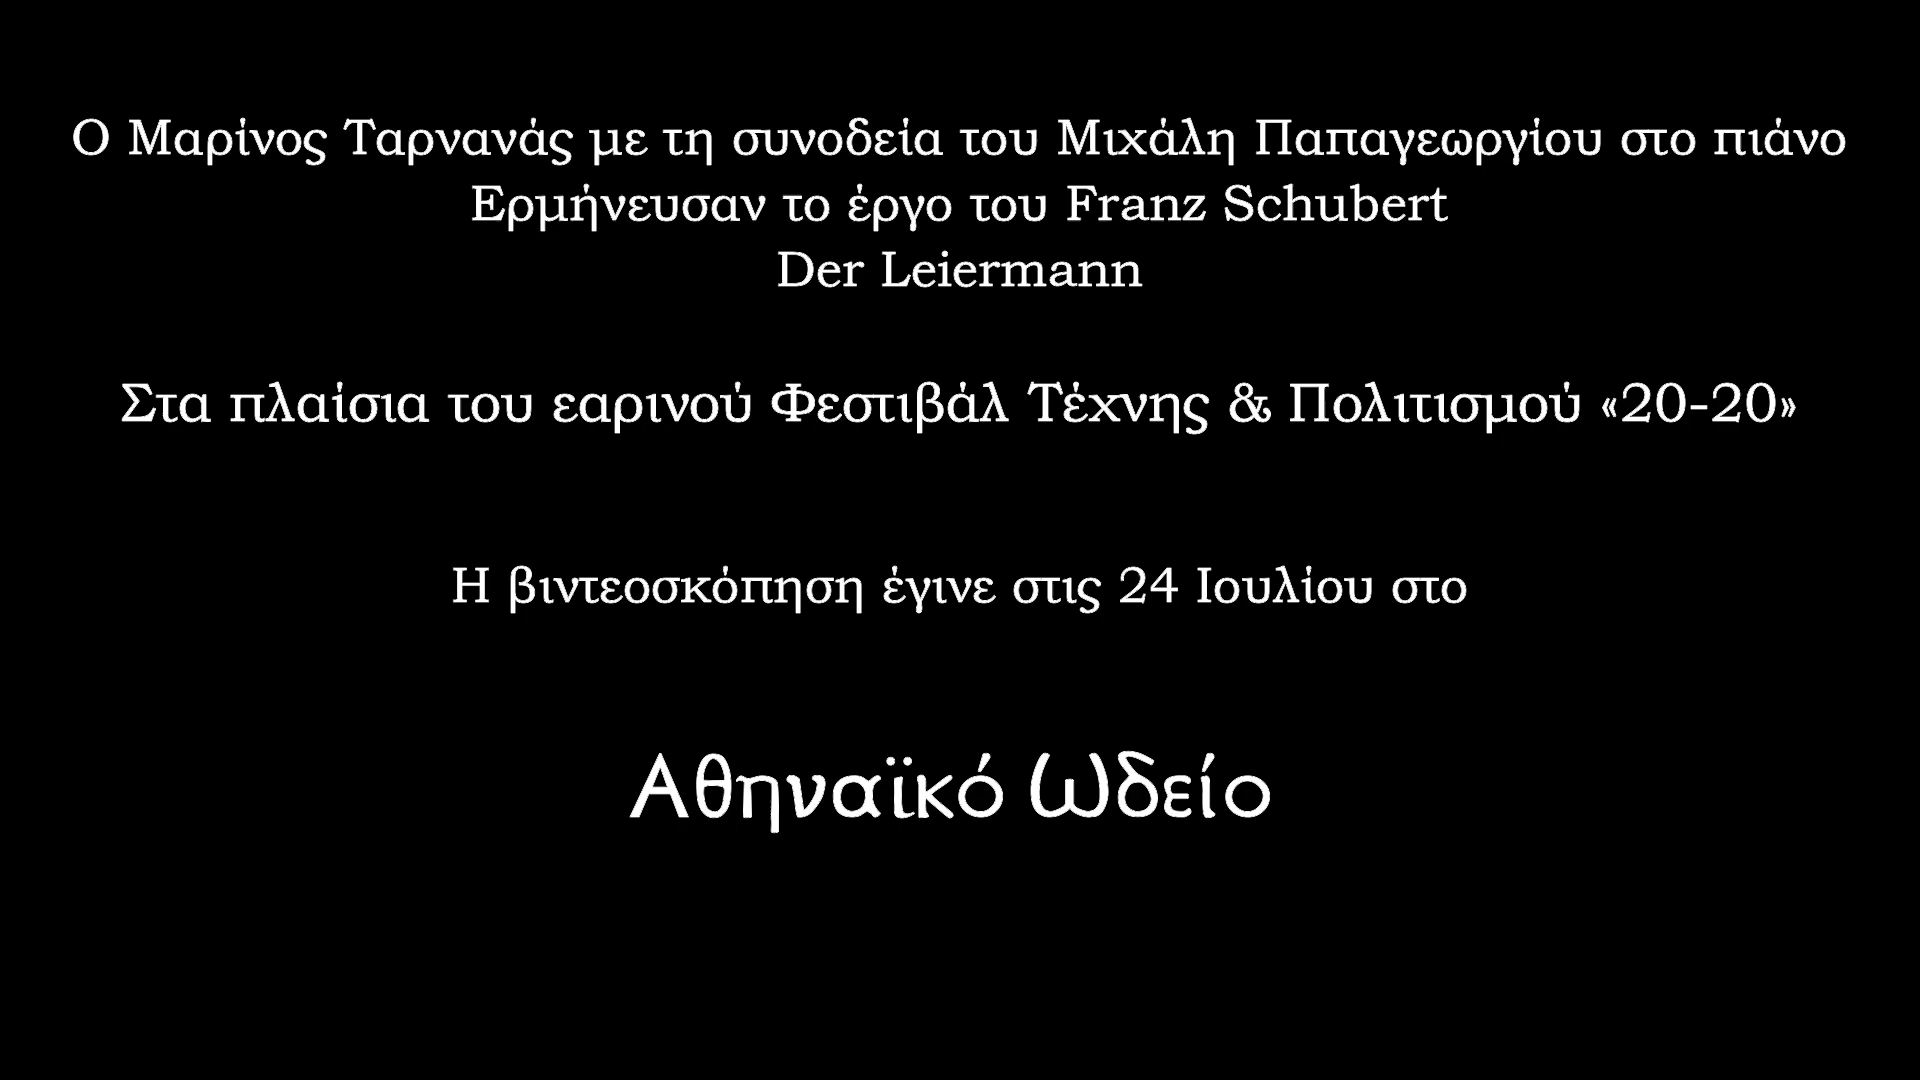 Ο Μαρίνος Ταρνανάς με τη συνοδεία του Μιχάλη Παπαγεωργίου στο πιάνο
Ερμήνευσαν το έργο του Franz Schubert
Der Leiermann
Στα πλαίσια του εαρινού Φεστιβάλ Τέχνης & Πολιτισμού «20-20»
Η βιντεοσκόπηση έγινε στις 24 Ιουλίου στο
Αθηναϊκό Ωδείο